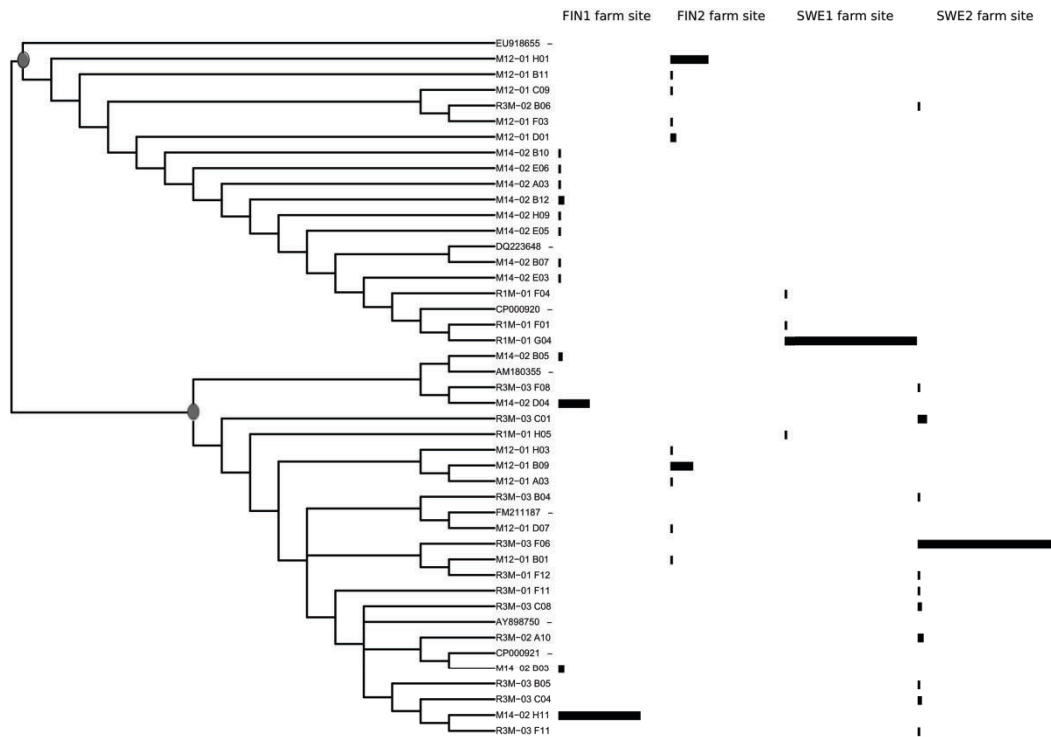 FIN1 farm site FIN2 farm site SWE1 farm site SWE2 farm site
EU918655 –
M12−01 H01
M12−01 B11
M12−01 C09
R3M−02 B06
M12−01 F03
M12−01 D01
M14−02 B10
M14−02 E06
M14−02 A03
M14−02 B12
M14−02 H09
M14−02 E05
DQ223648 –
M14−02 B07
M14−02 E03
R1M−01 F04
CP000920 –
R1M−01 F01
R1M−01 G04
M14−02 B05
AM180355 –
R3M−03 F08
M14−02 D04
R3M−03 C01
R1M−01 H05
M12−01 H03
M12−01 B09
M12−01 A03
R3M−03 B04
FM211187 –
M12−01 D07
R3M−03 F06
M12−01 B01
R3M−01 F12
R3M−01 F11
R3M−03 C08
AY898750 –
R3M−02 A10
CP000921 –
M14−02 B03
R3M−03 B05
R3M−03 C04
M14−02 H11
R3M−03 F11